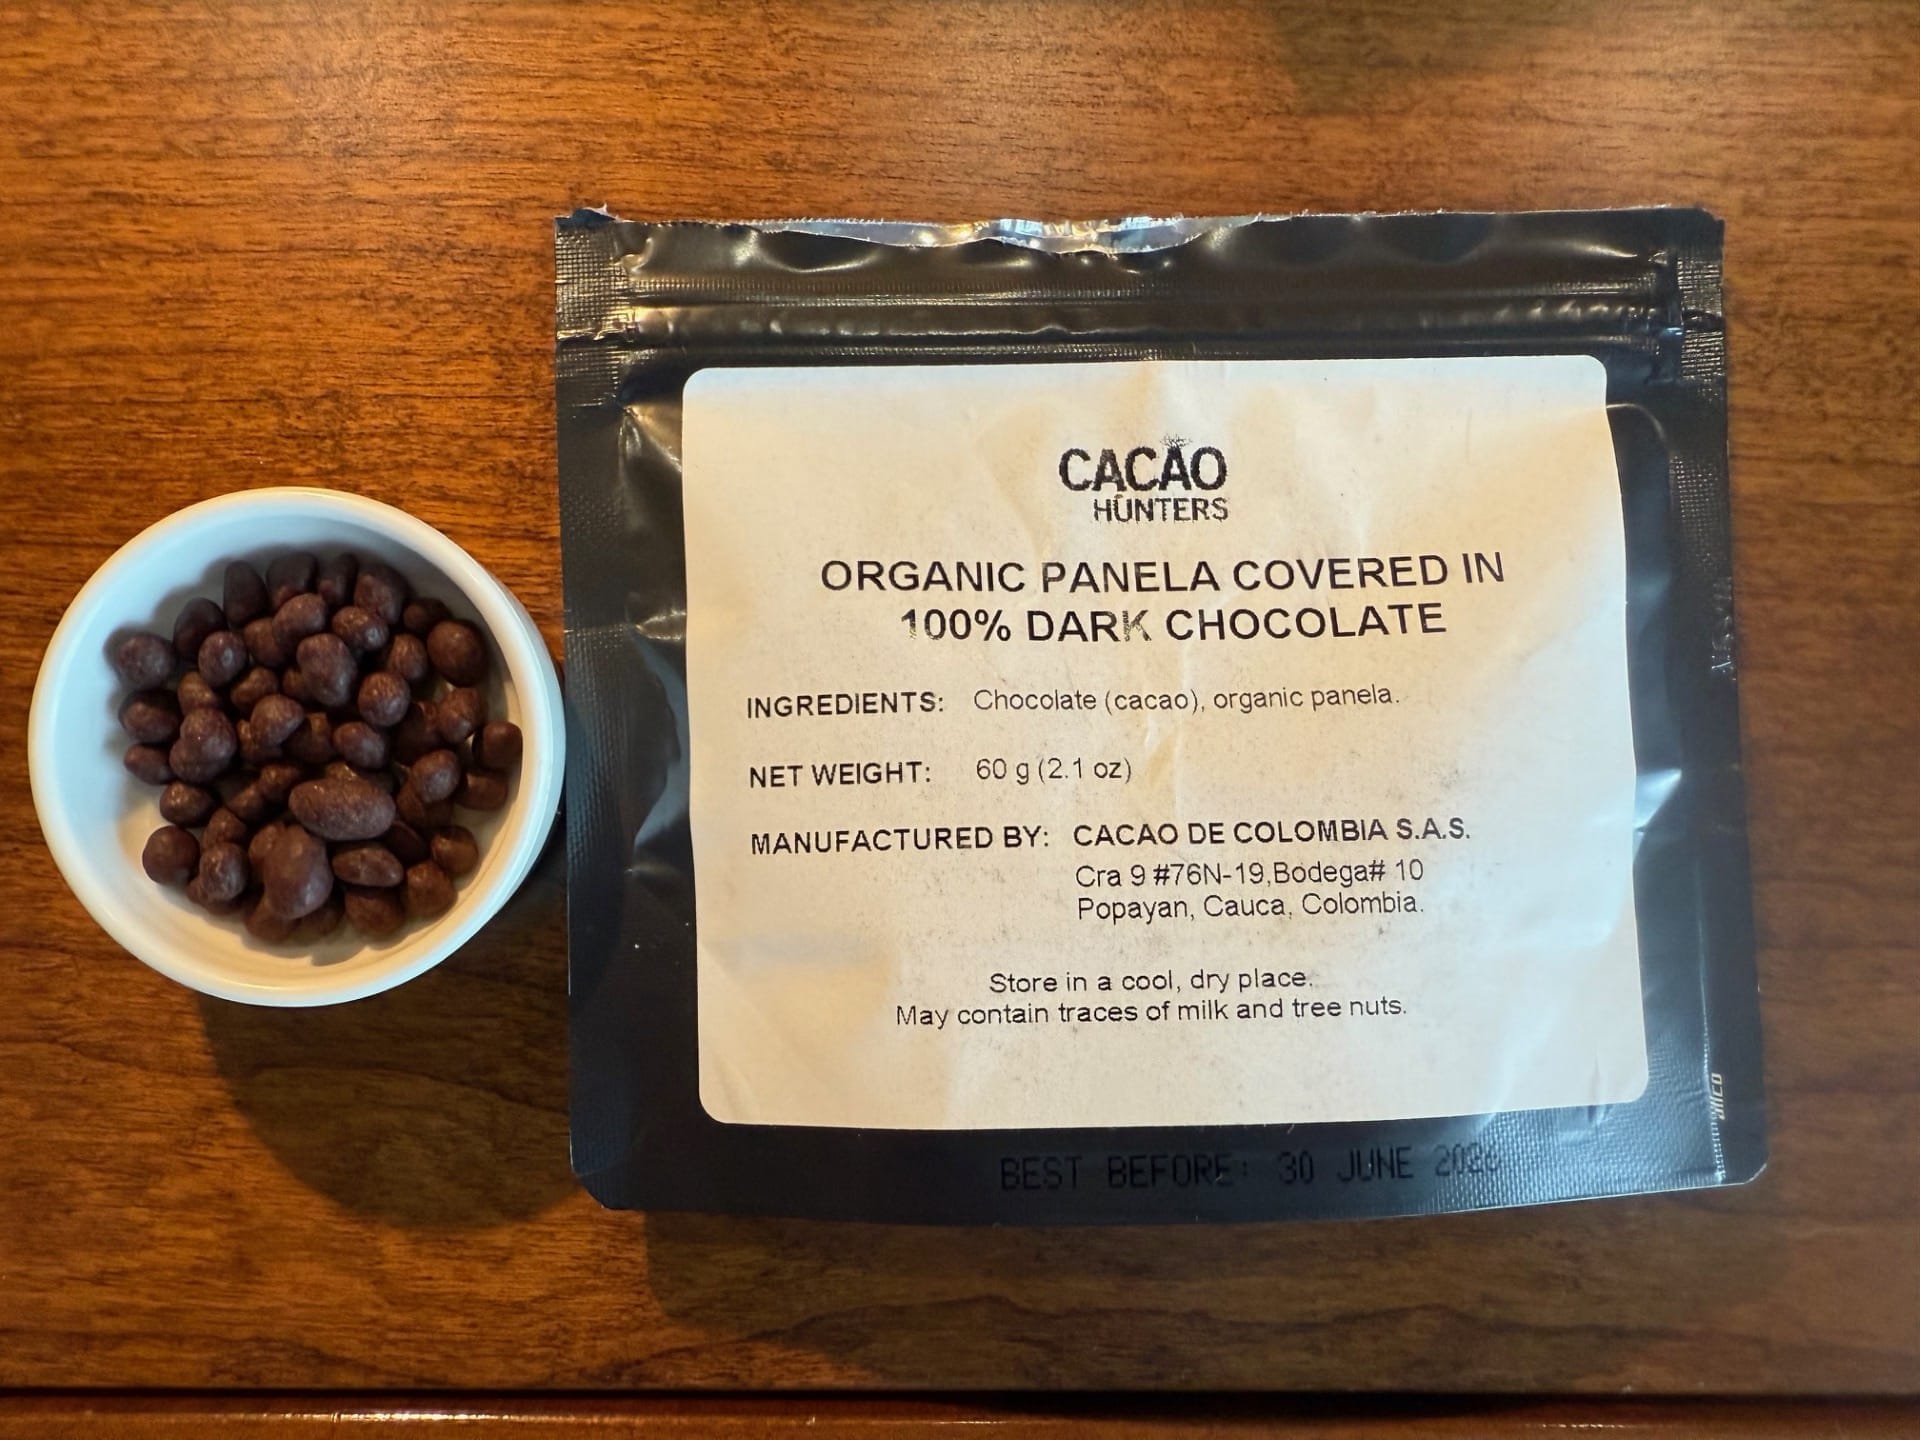 CACAO
HUNTERS
ORGANIC PANELA COVERED IN
100% DARK CHOCOLATE
INGREDIENTS: Chocolate (cacao), organic panela.
NET WEIGHT: 60 g (2.1 oz)
MANUFACTURED BY: CACAO DE COLOMBIA S.A.S.
Cra 9 #76N-19,Bodega# 10
Popayan, Cauca, Colombia.
Store in a cool, dry place.
May contain traces of milk and tree nuts.
BEST BEFORE: 30 JUNE
alico